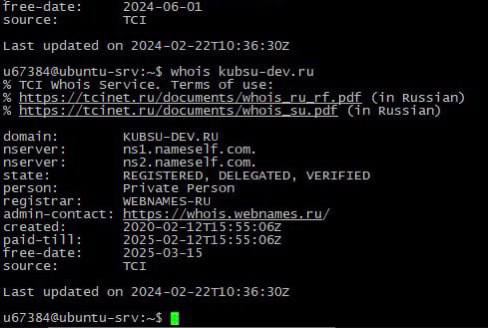 free-date: 2024-06-01
source: TCI
Last updated on 2024-02-22T10:36:30Z
u67384@ubuntu-srv:~$ whois kubsu-dev.ru
% TCI Whois Service. Terms of use:
% https://tcinet.ru/documents/whois_ru_rf.pdf (in Russian)
% https://tcinet.ru/documents/whois_su.pdf (in Russian)
domain: KUBSU-DEV.RU
nserver: ns1.nameself.com.
nserver: ns2.nameself.com.
state: REGISTERED, DELEGATED, VERIFIED
person: Private Person
registrar: WEBNAMES-RU
admin-contact: https://whois.webnames.ru/
created: 2020-02-12T15:55:06Z
paid-till: 2025-02-12T15:55:06Z
free-date: 2025-03-15
source: TCI
Last updated on 2024-02-22T10:36:30Z
u67384@ubuntu-srv:~$